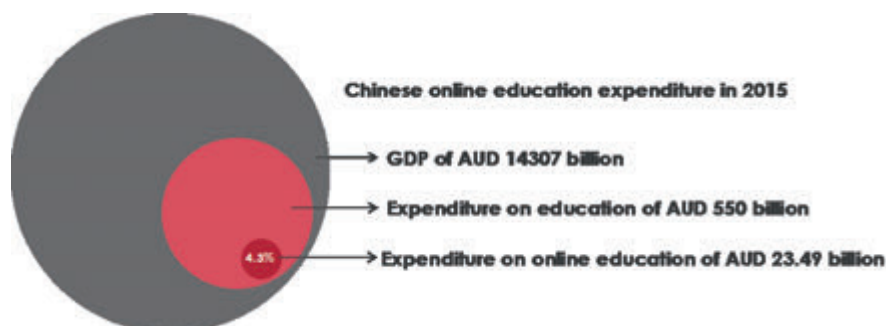 Chinese online education expenditure in 2015
GDP of AUD 14307 billion
Expenditure on education of AUD 550 billion
4.3%
Expenditure on online education of AUD 23.49 billion